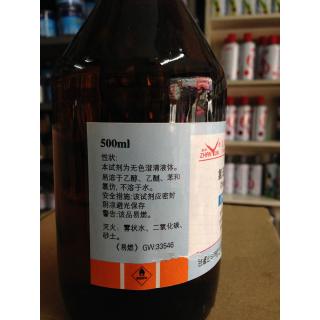 500ml
性状:
本试剂为无色澄清液体。
易溶于乙醇、乙醚、苯和
氯仿,不溶于水。
安全措施:该试剂应密封
阴凉避光保存
警告:该品易燃。
灭火: 雾状水、二氧化碳、
砂土。
《易燃》GW:33546